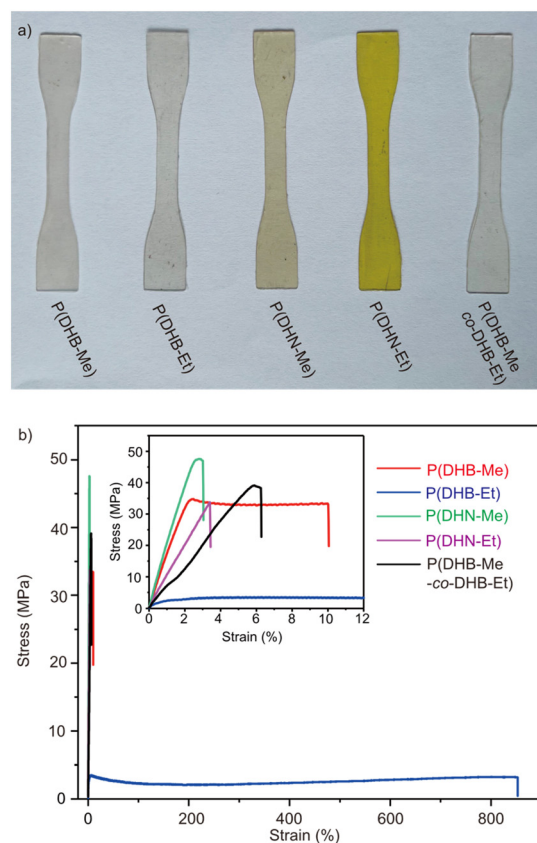 a)
P(DHB-Me)
P(DHB-Et)
P(DHN-Me)
P(DHN-Et)
P(DHB-Me
co-DHB-Et)
b)
Stress (MPa)
50
40
30
20
10
0
0
200
400
600
800
Strain (%)
Stress (MPa)
50
40
30
20
10
0
0
2
4
6
8
10
12
Strain (%)
P(DHB-Me)
P(DHB-Et)
P(DHN-Me)
P(DHN-Et)
P(DHB-Me
-co-DHB-Et)